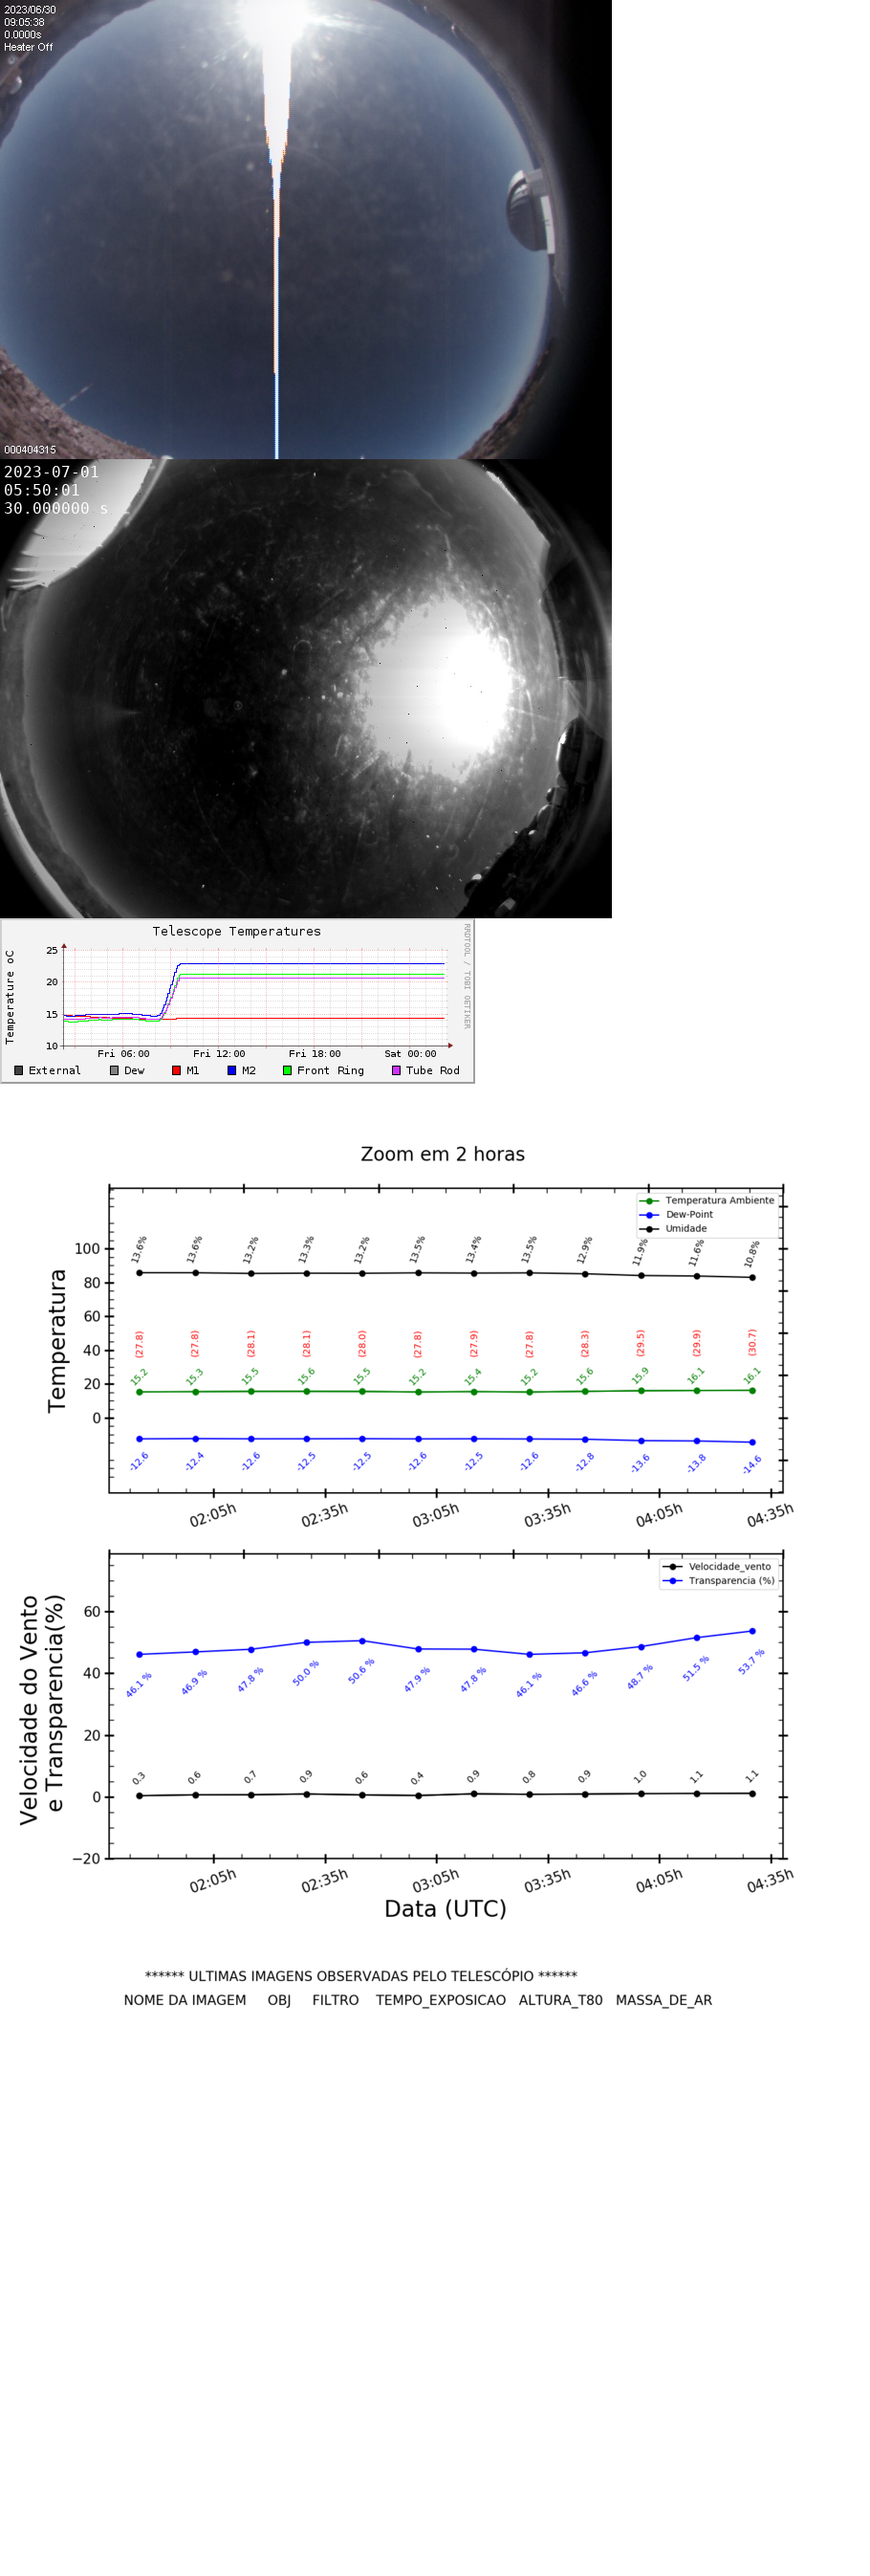 2023/06/30
09:05:38
0.0000s
Heater Off
000404315
2023-07-01
05:50:01
30.000000 s
Telescope Temperatures
RRDTOOL / TOBI OETIKER
Temperature oC
25
20
15
10
Fri 06:00 Fri 12:00 Fri 18:00 Sat 00:00
External Dew M1 M2 Front Ring Tube Rod
Zoom em 2 horas
Temperatura Ambiente
Dew-Point
Umidade
Temperatura
100
80
60
40
20
0
13.6% 13.6% 13.2% 13.3% 13.2% 13.5% 13.4% 13.5% 12.9% 11.9% 11.6% 10.8%
(27.8) (27.8) (28.1) (28.1) (28.0) (27.8) (27.9) (27.8) (28.3) (29.5) (29.9) (30.7)
15.2 15.3 15.5 15.6 15.5 15.2 15.4 15.2 15.6 15.9 16.1 16.1
-12.6 -12.4 -12.6 -12.5 -12.5 -12.6 -12.5 -12.6 -12.8 -13.6 -13.8 -14.6
02:05h 02:35h 03:05h 03:35h 04:05h 04:35h
Velocidade_vento
Transparencia (%)
Velocidade do Vento
e Transparencia(%)
60
40
20
0
−20
46.1 % 46.9 % 47.8 % 50.0 % 50.6 % 47.9 % 47.8 % 46.1 % 46.6 % 48.7 % 51.5 % 53.7 %
0.3 0.6 0.7 0.9 0.6 0.4 0.9 0.8 0.9 1.0 1.1 1.1
02:05h 02:35h 03:05h 03:35h 04:05h 04:35h
Data (UTC)
****** ULTIMAS IMAGENS OBSERVADAS PELO TELESCÓPIO ******
NOME DA IMAGEM OBJ FILTRO TEMPO_EXPOSICAO ALTURA_T80 MASSA_DE_AR